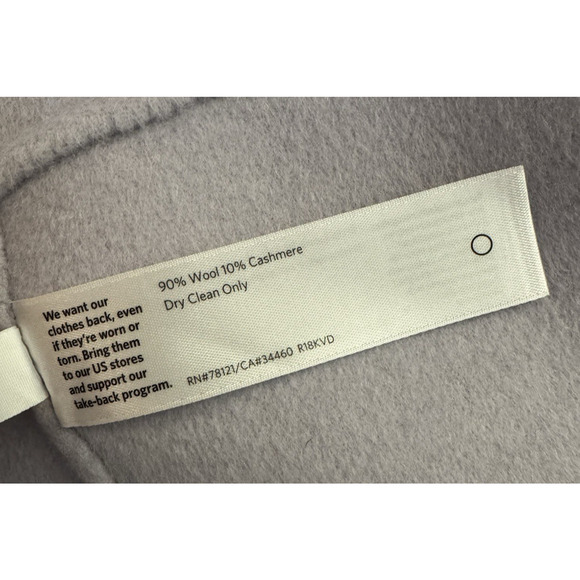 We want our
clothes back, even
if they're worn or
torn. Bring them
to our US stores
and support our
take-back program.
90% Wool 10% Cashmere
Dry Clean Only
RN#78121/CA#34460 R18KVD